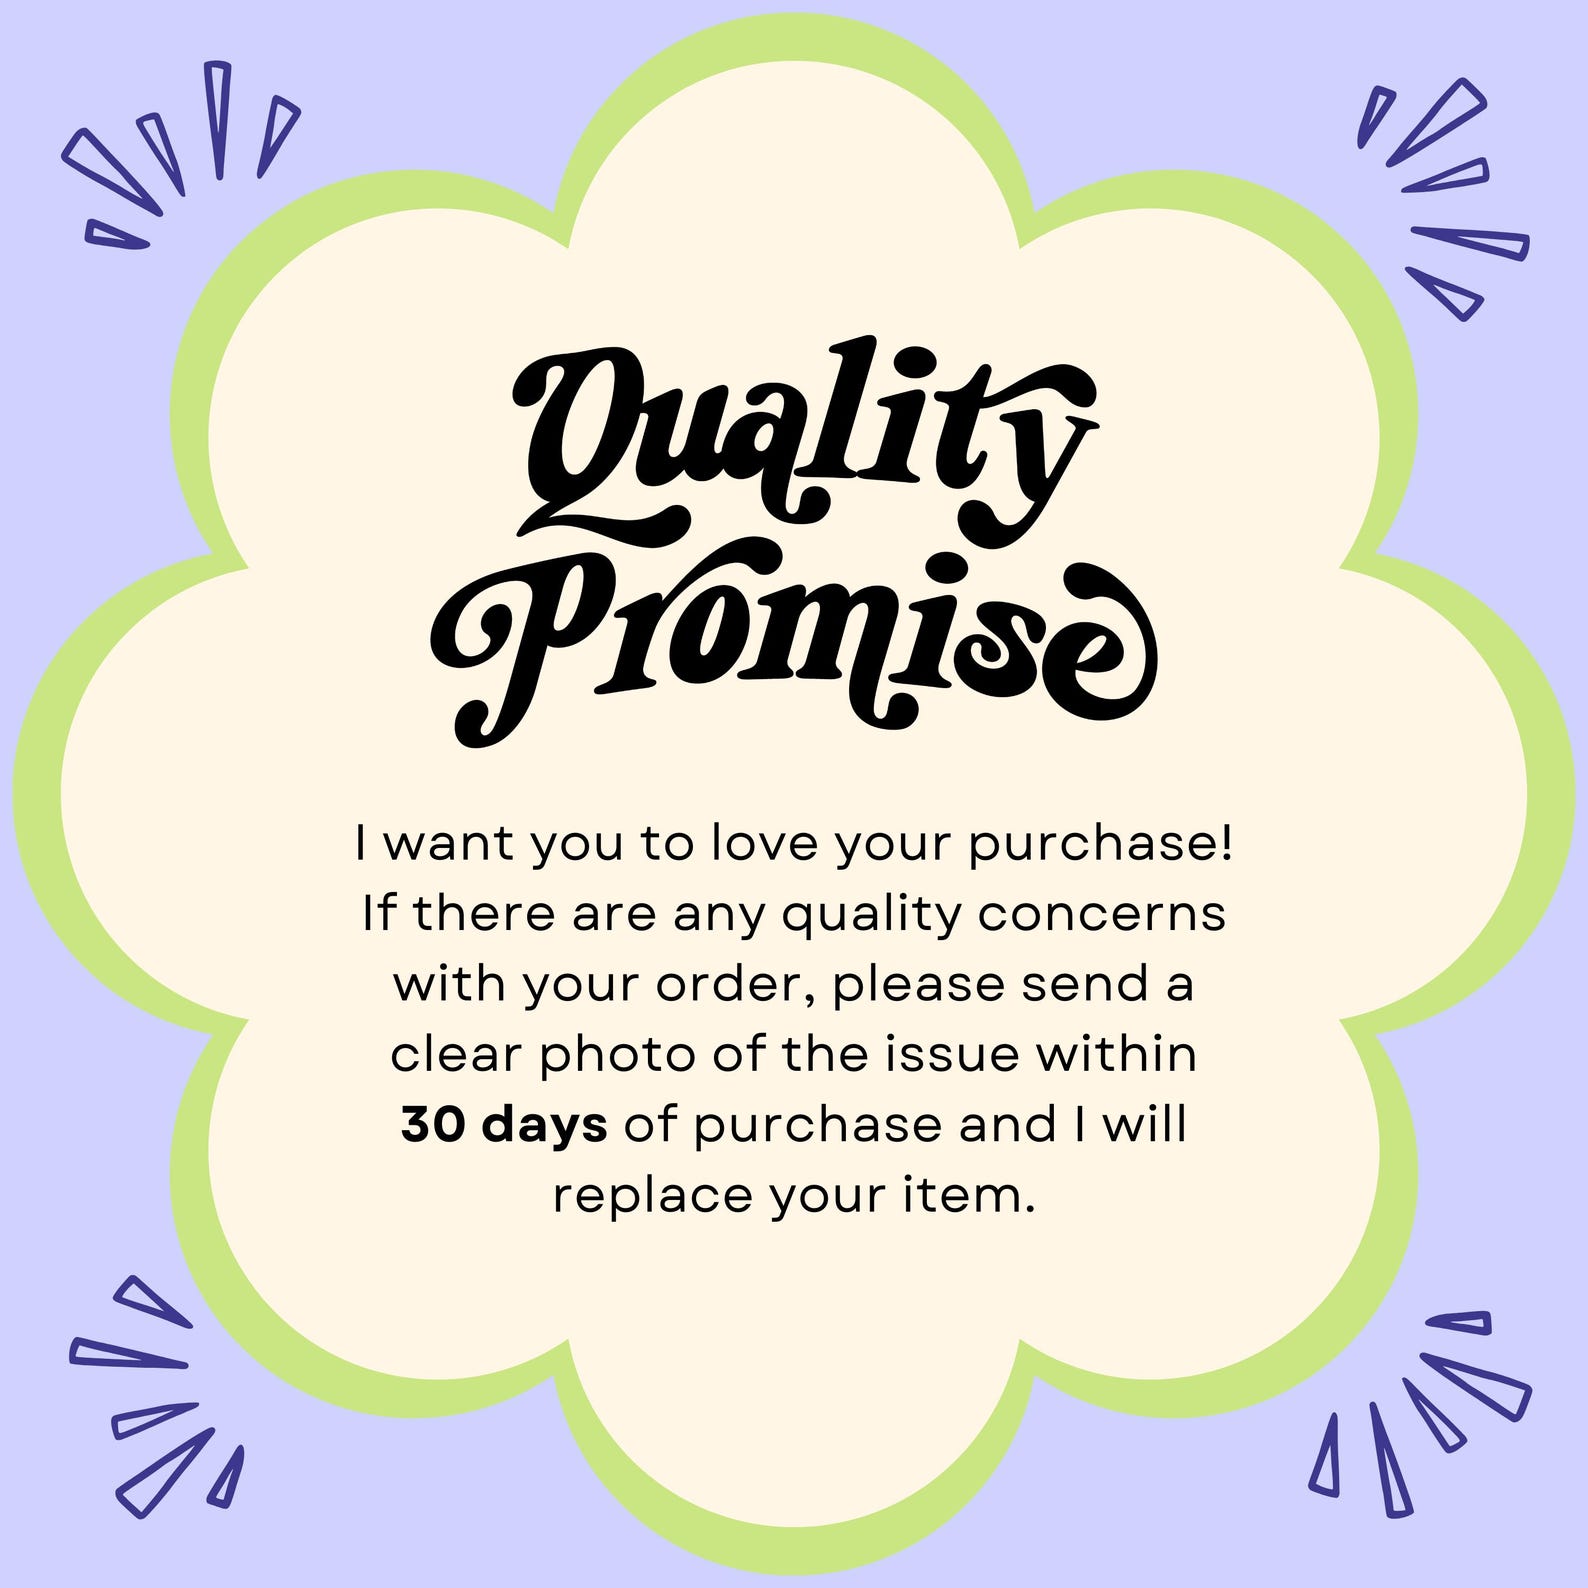 Quality
Promise
I want you to love your purchase!
If there are any quality concerns
with your order, please send a
clear photo of the issue within
30 days of purchase and I will
replace your item.